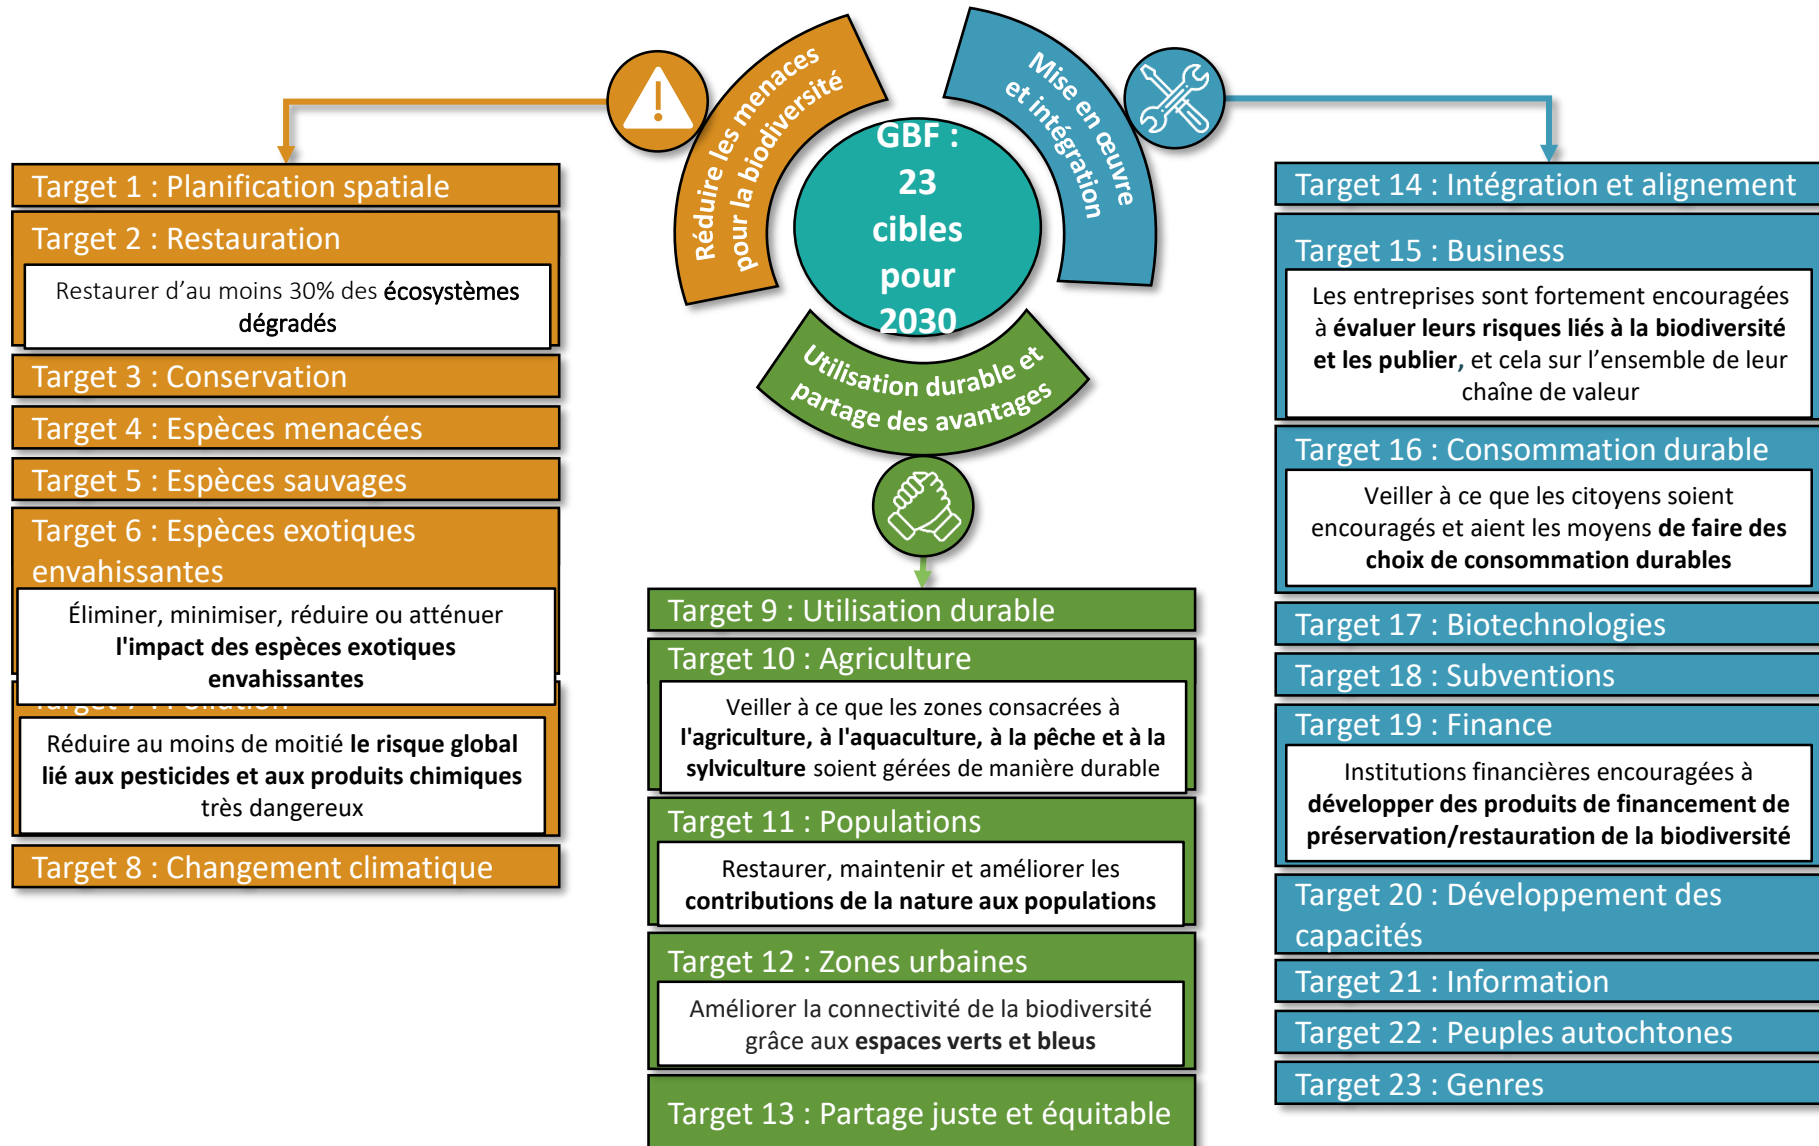 Réduire les menaces
pour la biodiversité
Mise en œuvre
et intégration
GBF :
23
cibles
pour
2030
Utilisation durable et
partage des avantages
Target 1 : Planification spatiale
Target 2 : Restauration
Restaurer d'au moins 30% des écosystèmes
dégradés
Target 3 : Conservation
Target 4 : Espèces menacées
Target 5 : Espèces sauvages
Target 6 : Espèces exotiques
envahissantes
Éliminer, minimiser, réduire ou atténuer
l'impact des espèces exotiques
envahissantes
Target 7 : Pollution
Réduire au moins de moitié le risque global
lié aux pesticides et aux produits chimiques
très dangereux
Target 8 : Changement climatique
Target 9 : Utilisation durable
Target 10 : Agriculture
Veiller à ce que les zones consacrées à
l'agriculture, à l'aquaculture, à la pêche et à la
sylviculture soient gérées de manière durable
Target 11 : Populations
Restaurer, maintenir et améliorer les
contributions de la nature aux populations
Target 12 : Zones urbaines
Améliorer la connectivité de la biodiversité
grâce aux espaces verts et bleus
Target 13 : Partage juste et équitable
Target 14 : Intégration et alignement
Target 15 : Business
Les entreprises sont fortement encouragées
à évaluer leurs risques liés à la biodiversité
et les publier, et cela sur l'ensemble de leur
chaîne de valeur
Target 16 : Consommation durable
Veiller à ce que les citoyens soient
encouragés et aient les moyens de faire des
choix de consommation durables
Target 17 : Biotechnologies
Target 18 : Subventions
Target 19 : Finance
Institutions financières encouragées à
développer des produits de financement de
préservation/restauration de la biodiversité
Target 20 : Développement des
capacités
Target 21 : Information
Target 22 : Peuples autochtones
Target 23 : Genres